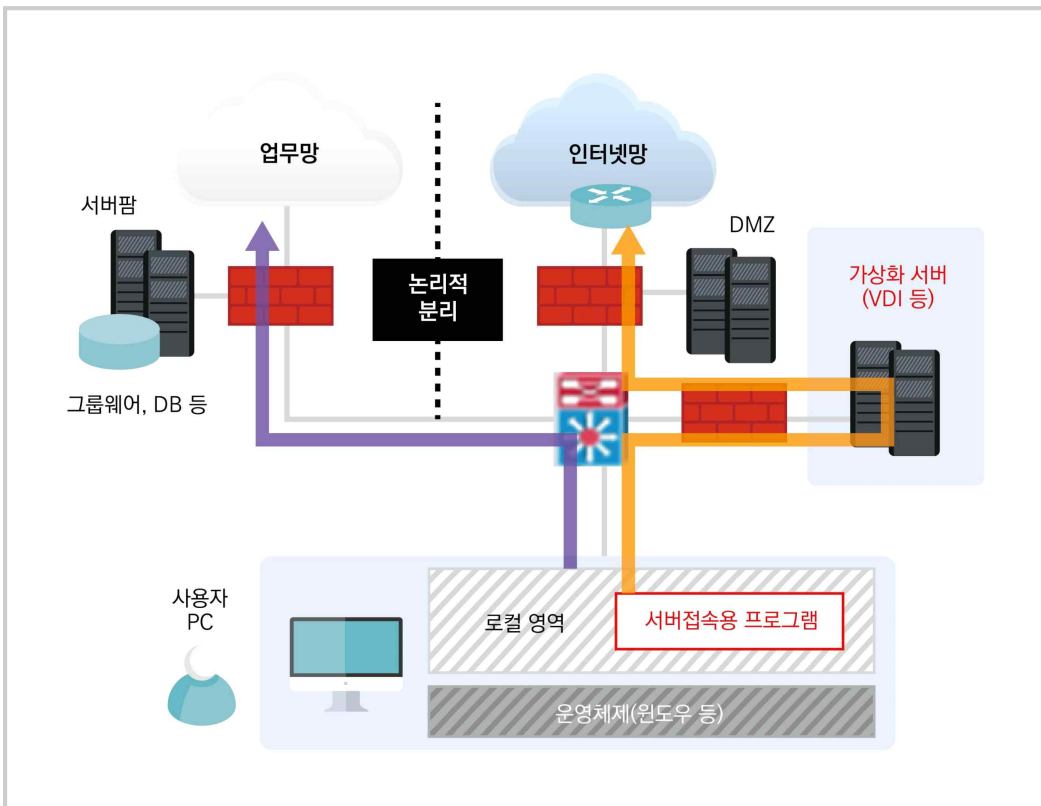 업무망
인터넷망
서버팜
DMZ
가상화 서버
(VDI 등)
논리적
분리
그룹웨어, DB 등
사용자
PC
로컬 영역
서버접속용 프로그램
운영체제(윈도우 등)